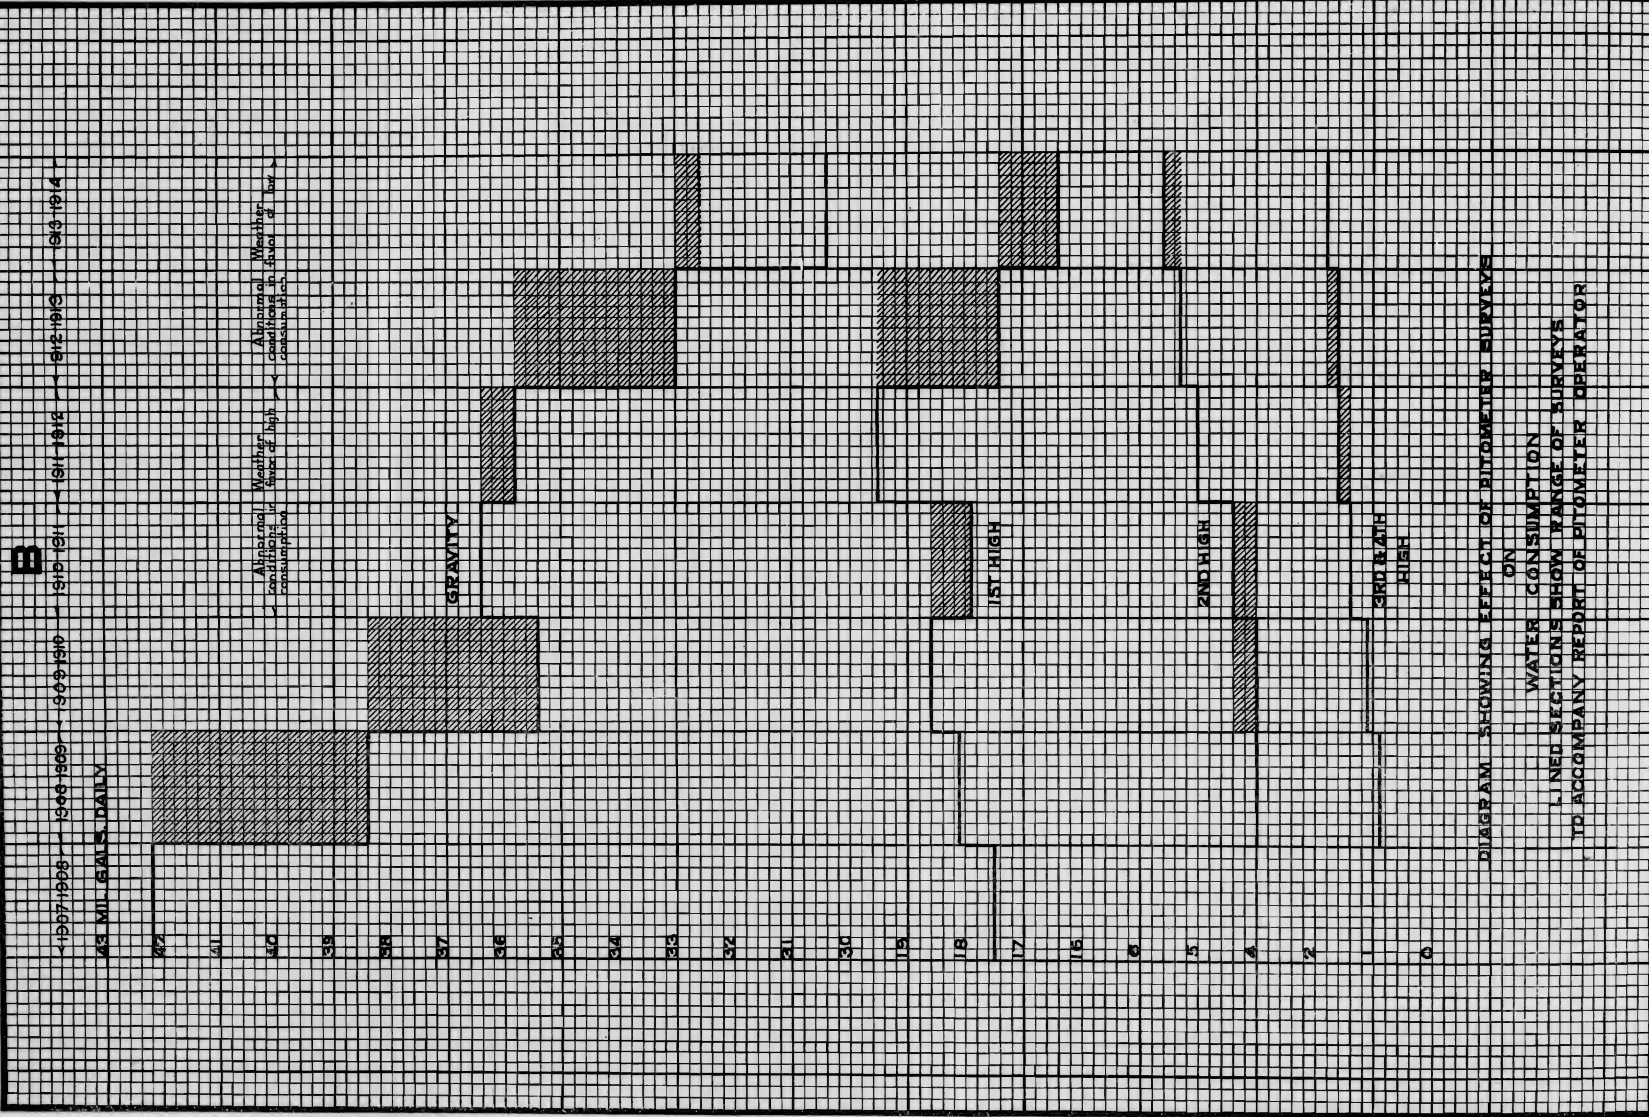 B
1907-1908 1908-1909 1909-1910 1910-1911 1911-1912 1912-1913 1913-1914
43 MIL. GALS. DAILY
42
41
40
39
38
37
36
35
34
33
32
31
30
19
18
17
16
6
5
4
2
1
0
Abnormal Weather
conditions in favor of high
consumption
Abnormal Weather
conditions in favor of low
consumption
GRAVITY
1ST HIGH
2ND HIGH
3RD & 4TH
HIGH
DIAGRAM SHOWING EFFECT OF PITOMETER SURVEYS
ON
WATER CONSUMPTION
LINED SECTIONS SHOW RANGE OF SURVEYS
TO ACCOMPANY REPORT OF PITOMETER OPERATOR